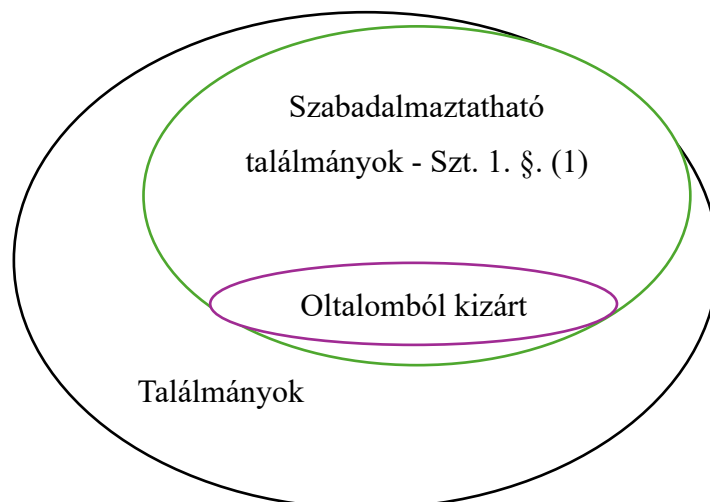 Szabadalmaztatható
találmányok - Szt. 1. §. (1)
Oltalomból kizárt
Találmányok